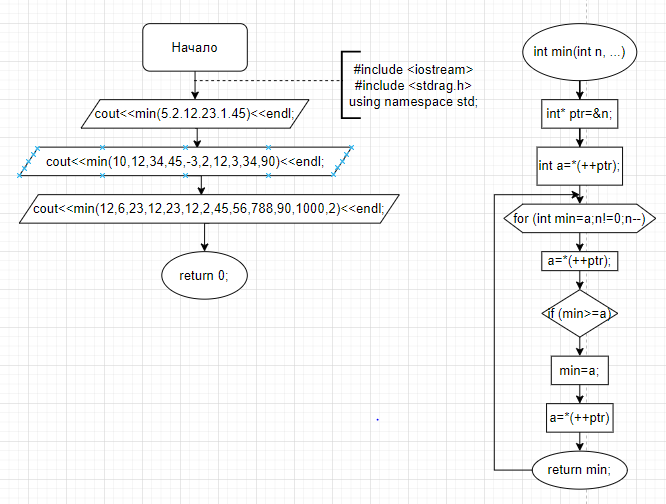 Начало
#include <iostream>
#include <stdrag.h>
using namespace std;
cout<<min(5.2.12.23.1.45)<<endl;
cout<<min(10,12,34,45,-3,2,12,3,34,90)<<endl;
cout<<min(12,6,23,12,23,12,2,45,56,788,90,1000,2)<<endl;
return 0;
int min(int n, ...)
int* ptr=&n;
int a=*(++ptr);
for (int min=a;n!=0;n--)
a=*(++ptr);
if (min>=a)
min=a;
a=*(++ptr)
return min;